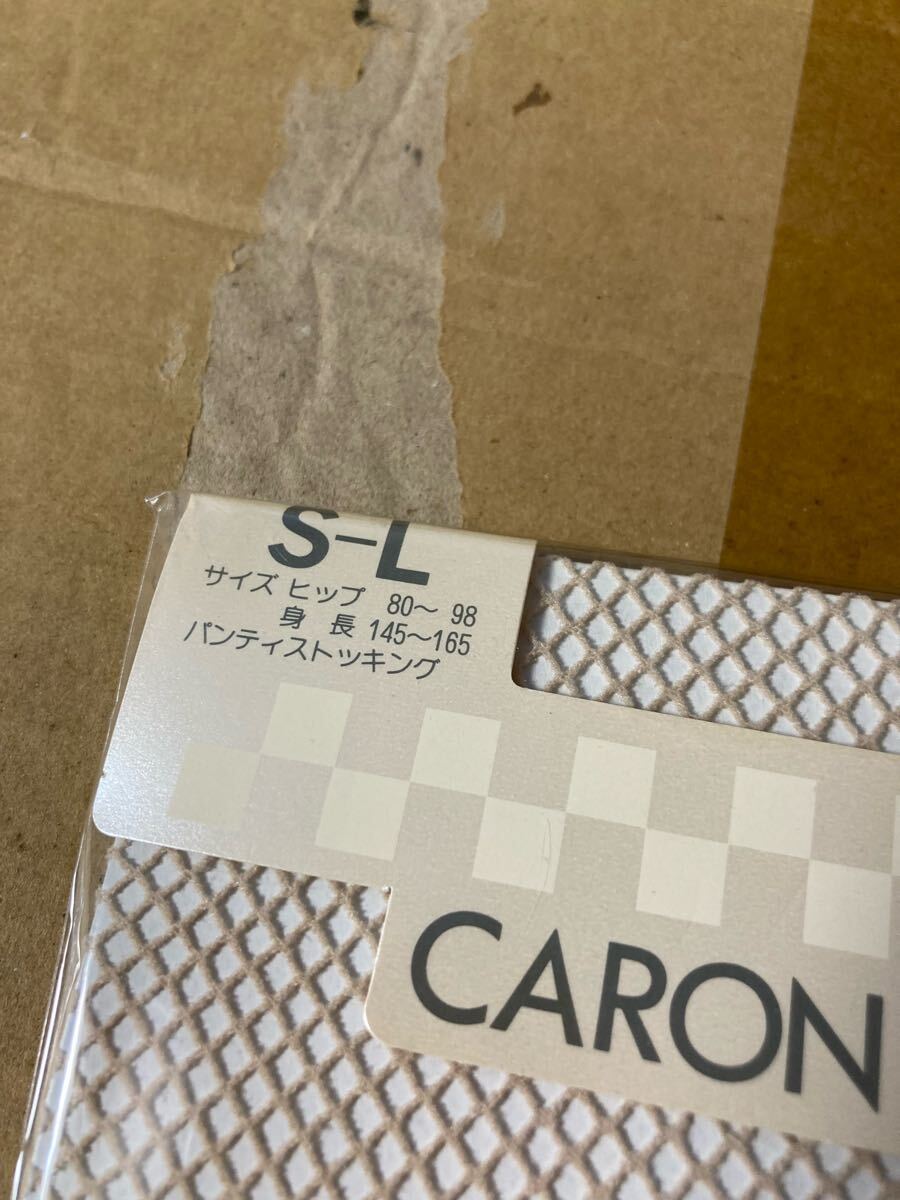 S-L
サイズ ヒップ 80～ 98
身 長 145～165
パンティストッキング
CARON